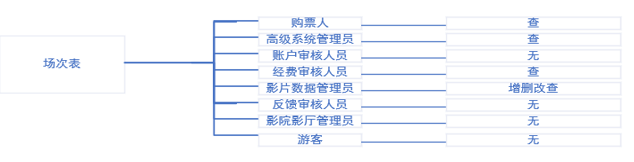 购票人 查
高级系统管理员 查
账户审核人员 无
场次表
经费审核人员 查
影片数据管理员 增删改查
反馈审核人员 无
影院影厅管理员 无
游客 无